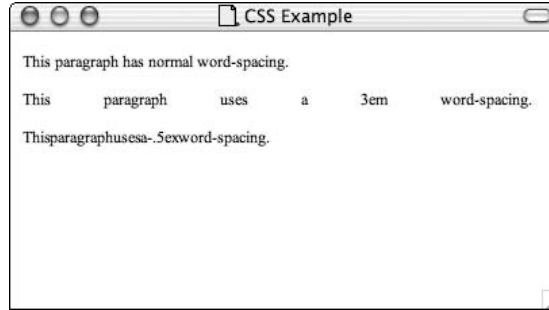 CSS Example
This paragraph has normal word-spacing.
This paragraph uses a 3em word-spacing.
Thisparagraphusesa-.5exword-spacing.